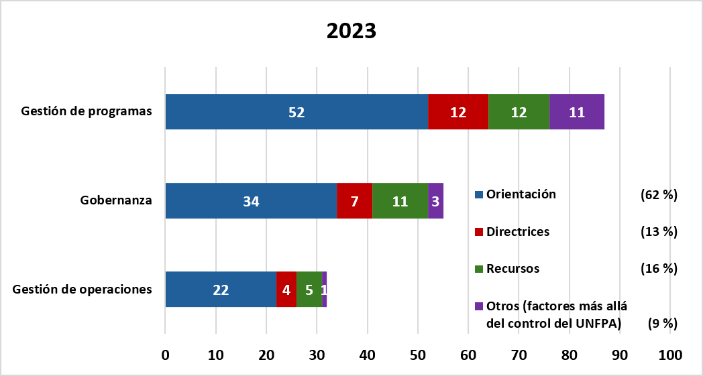 2023
Gestión de programas
52 12 12 11
Gobernanza
34 7 11 3
Gestión de operaciones
22 4 5 1
Orientación (62 %)
Directrices (13 %)
Recursos (16 %)
Otros (factores más allá
del control del UNFPA) (9 %)
0 10 20 30 40 50 60 70 80 90 100